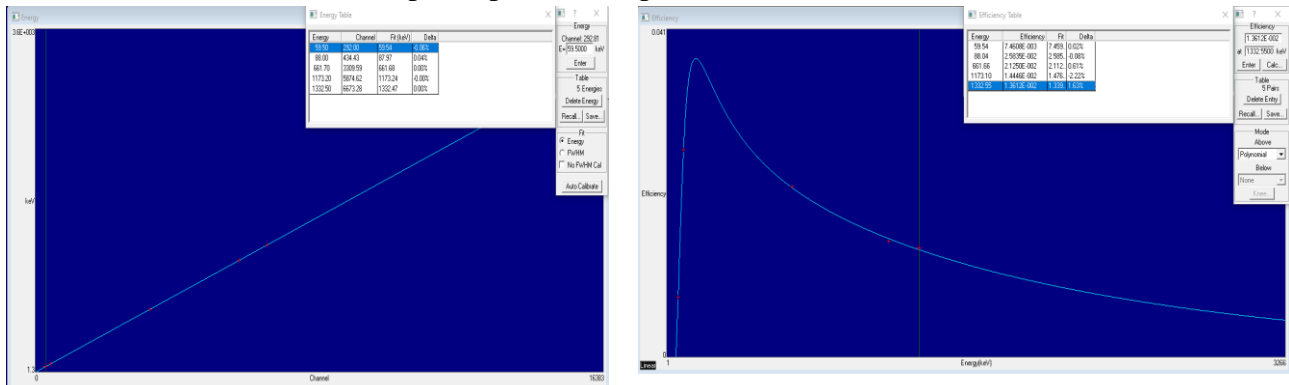 Energy
3.6E+003
keV
1.3
0
Channel
16383
Energy Table
Energy Channel Fit (keV) Delta
59.50 292.00 59.54 -0.06%
88.00 434.43 87.97 0.04%
661.70 3309.59 661.68 0.00%
1173.20 5874.62 1173.24 -0.00%
1332.50 6673.28 1332.47 0.00%
?
Energy
Channel: 292.81
E= 59.5000 keV
Enter
Table
5 Energies
Delete Energy
Recall... Save...
Fit
Energy
FWHM
No FWHM Cal
Auto Calibrate
Efficiency
0.041
Efficiency
0
Linear
1
Energy(keV)
3266
Efficiency Table
Energy Efficiency Fit Delta
59.54 7.4608E-003 7.459... 0.02%
88.04 2.5835E-002 2.585... -0.08%
661.66 2.1250E-002 2.112... 0.61%
1173.10 1.4446E-002 1.476... -2.22%
1332.55 1.3612E-002 1.339... 1.63%
?
Efficiency
1.3612E-002
at 1332.5500 keV
Enter Calc...
Table
5 Pairs
Delete Entry
Recall... Save...
Mode
Above
Polynomial
Below
None
Knee...